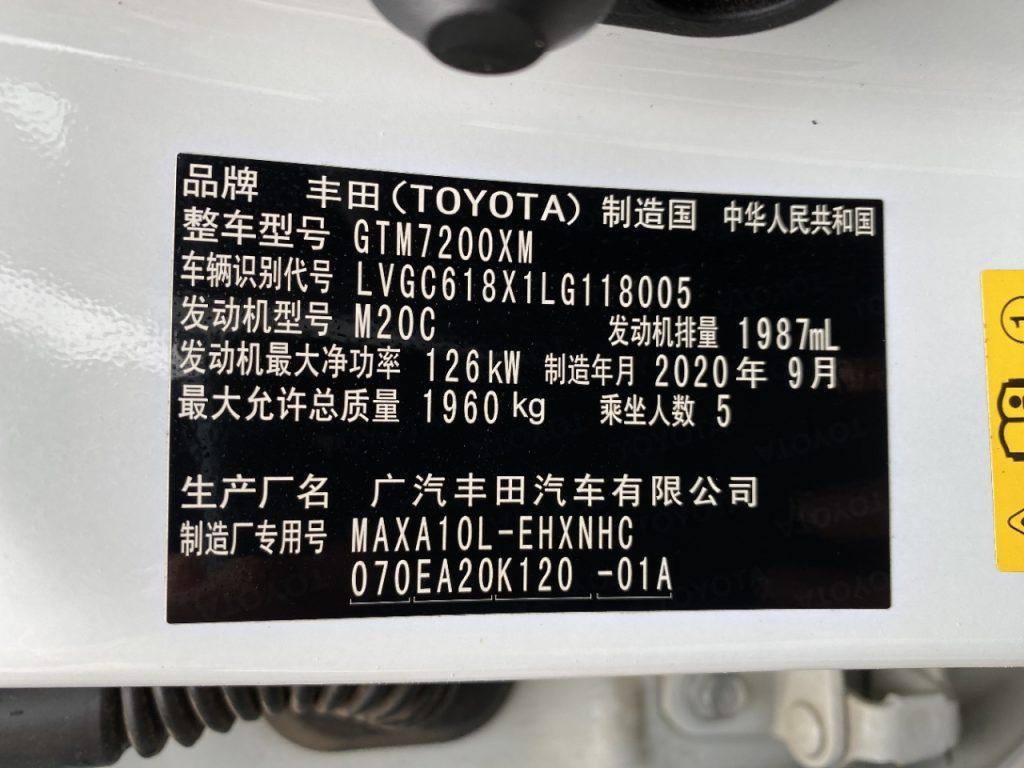 品牌 丰田(TOYOTA) 制造国 中华人民共和国
整车型号 GTM7200XM
车辆识别代号 LVGC618X1LG118005
发动机型号 M20C 发动机排量 1987mL
发动机最大净功率 126kW 制造年月 2020年 9月
最大允许总质量 1960 kg 乘坐人数 5
生产厂名 广汽丰田汽车有限公司
制造厂专用号 MAXA10L-EHXNHC
070EA20K120 -01A
1